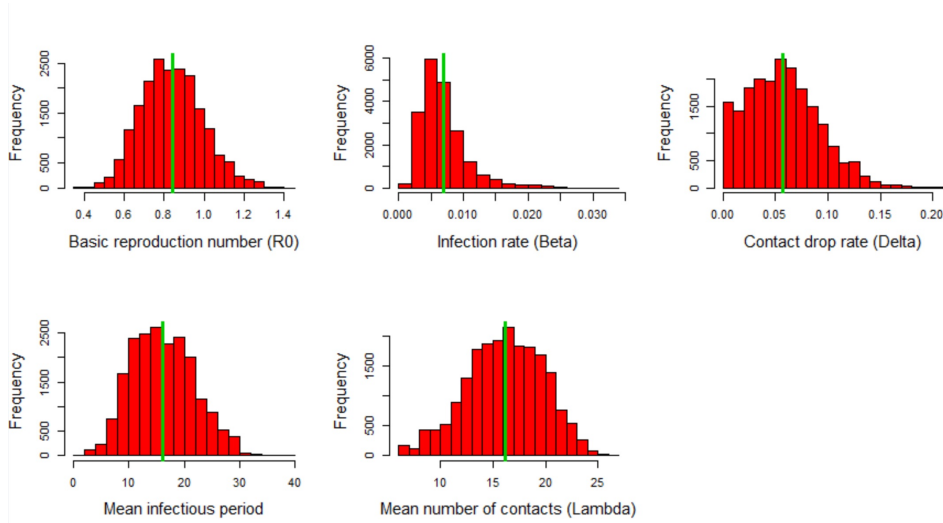 Frequency
0 500 1500 2500
0.4 0.6 0.8 1.0 1.2 1.4
Basic reproduction number (R0)
Frequency
0 2000 4000 6000
0.000 0.010 0.020 0.030
Infection rate (Beta)
Frequency
0 500 1500
0.00 0.05 0.10 0.15 0.20
Contact drop rate (Delta)
Frequency
0 500 1500 2500
0 10 20 30 40
Mean infectious period
Frequency
0 500 1500
10 15 20 25
Mean number of contacts (Lambda)